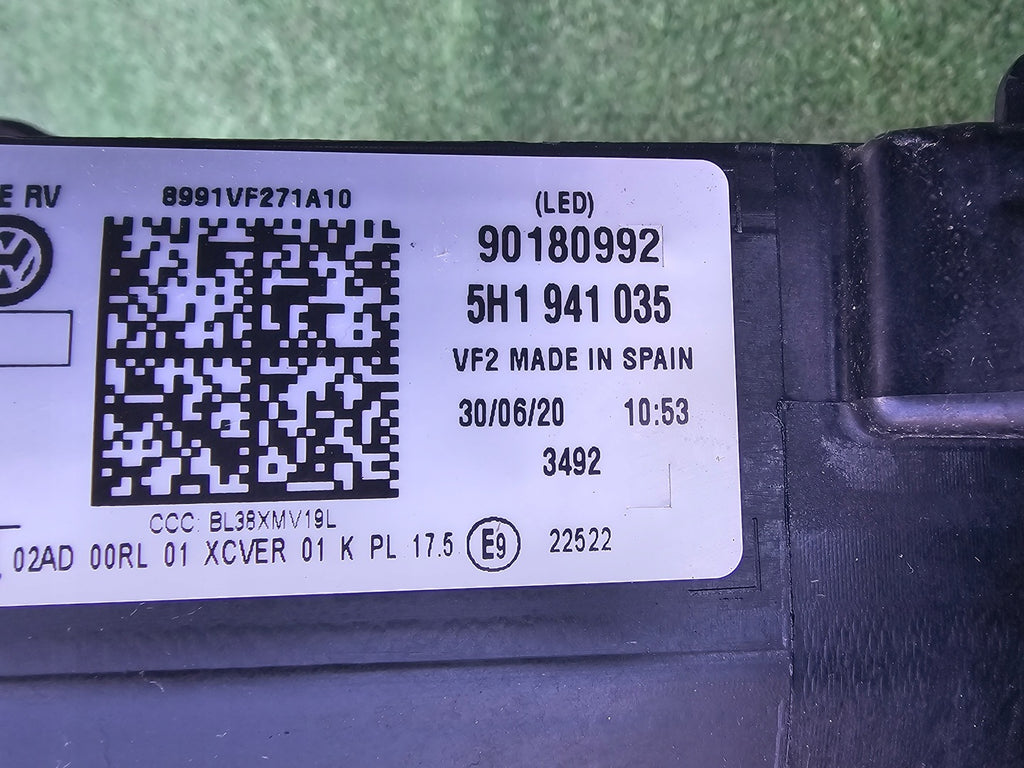 E RV
8991VF271A10
(LED)
90180992
5H1 941 035
VF2 MADE IN SPAIN
30/06/20 10:53
3492
CCC: BL38XMV19L
02AD 00RL 01 XCVER 01 K PL 17.5 E9 22522